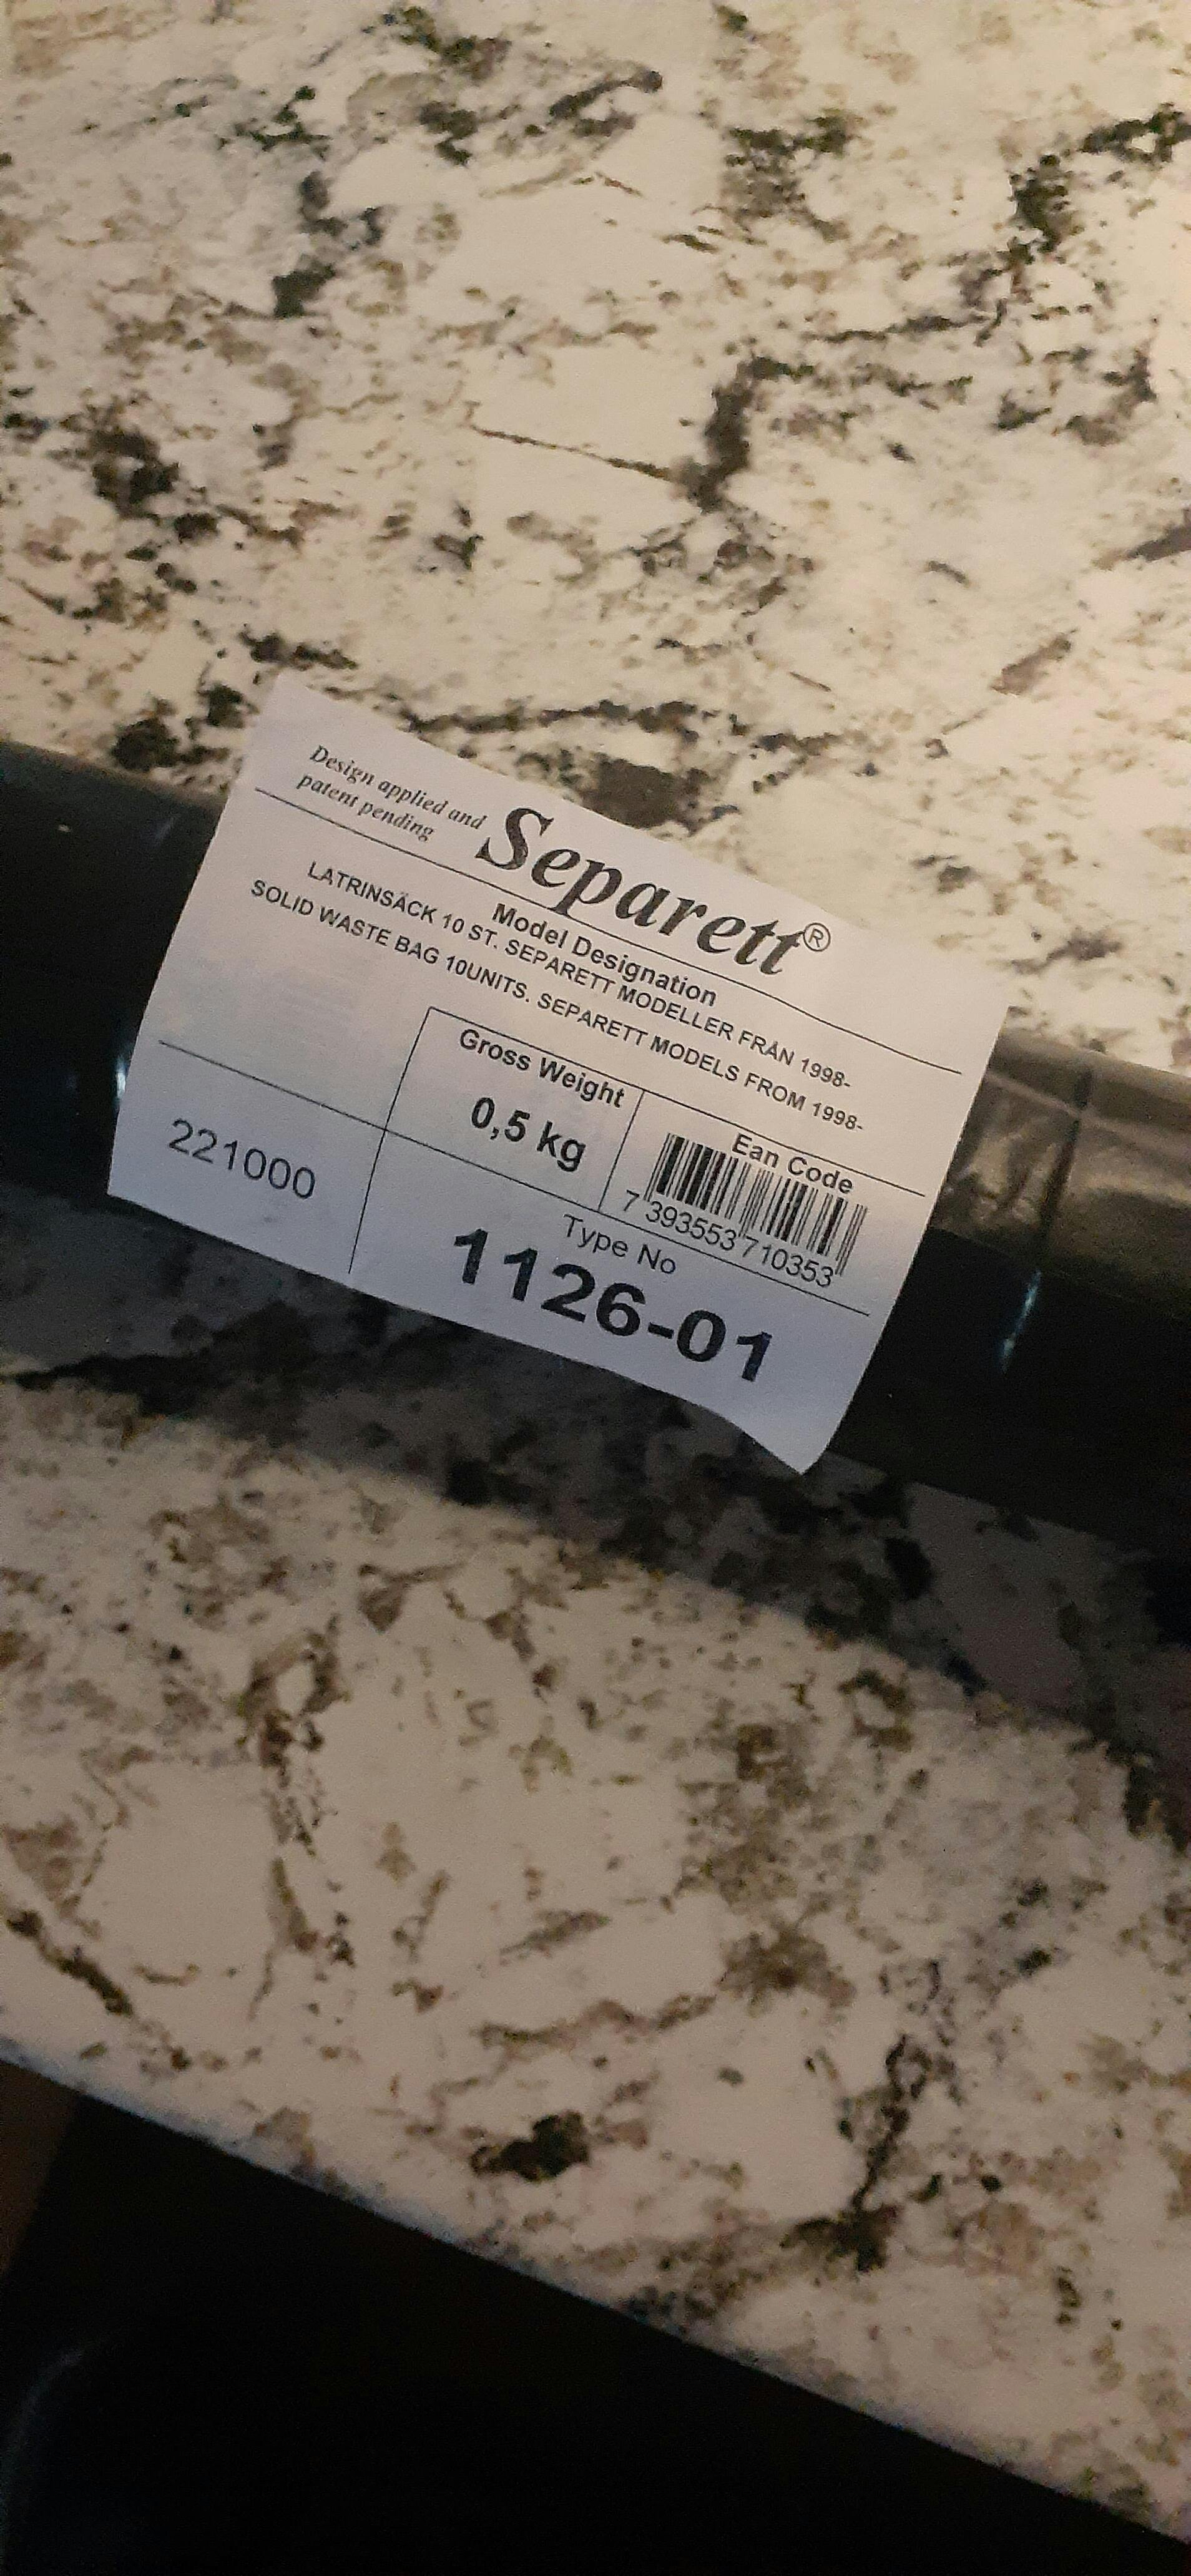 Design applied and
patent pending
Separett®
Model Designation
LATRINSÄCK 10 ST. SEPARETT MODELLER FRÅN 1998-
SOLID WASTE BAG 10UNITS. SEPARETT MODELS FROM 1998-
Gross Weight
0,5 kg
Ean Code
7 393553 710353
221000
Type No
1126-01